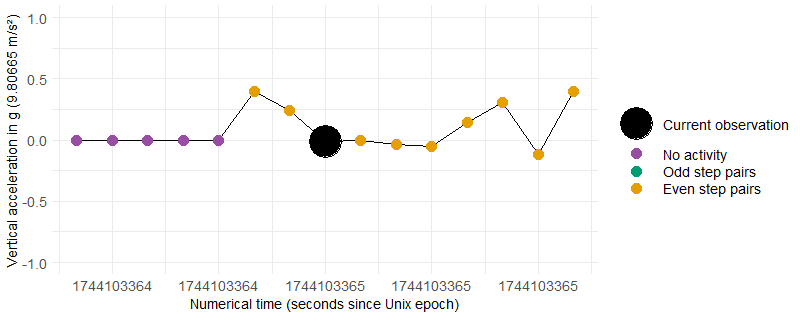 Vertical acceleration in g (9.80665 m/s²)
1.0
0.5
0.0
-0.5
-1.0
1744103364 1744103364 1744103365 1744103365 1744103365
Numerical time (seconds since Unix epoch)
Current observation
No activity
Odd step pairs
Even step pairs